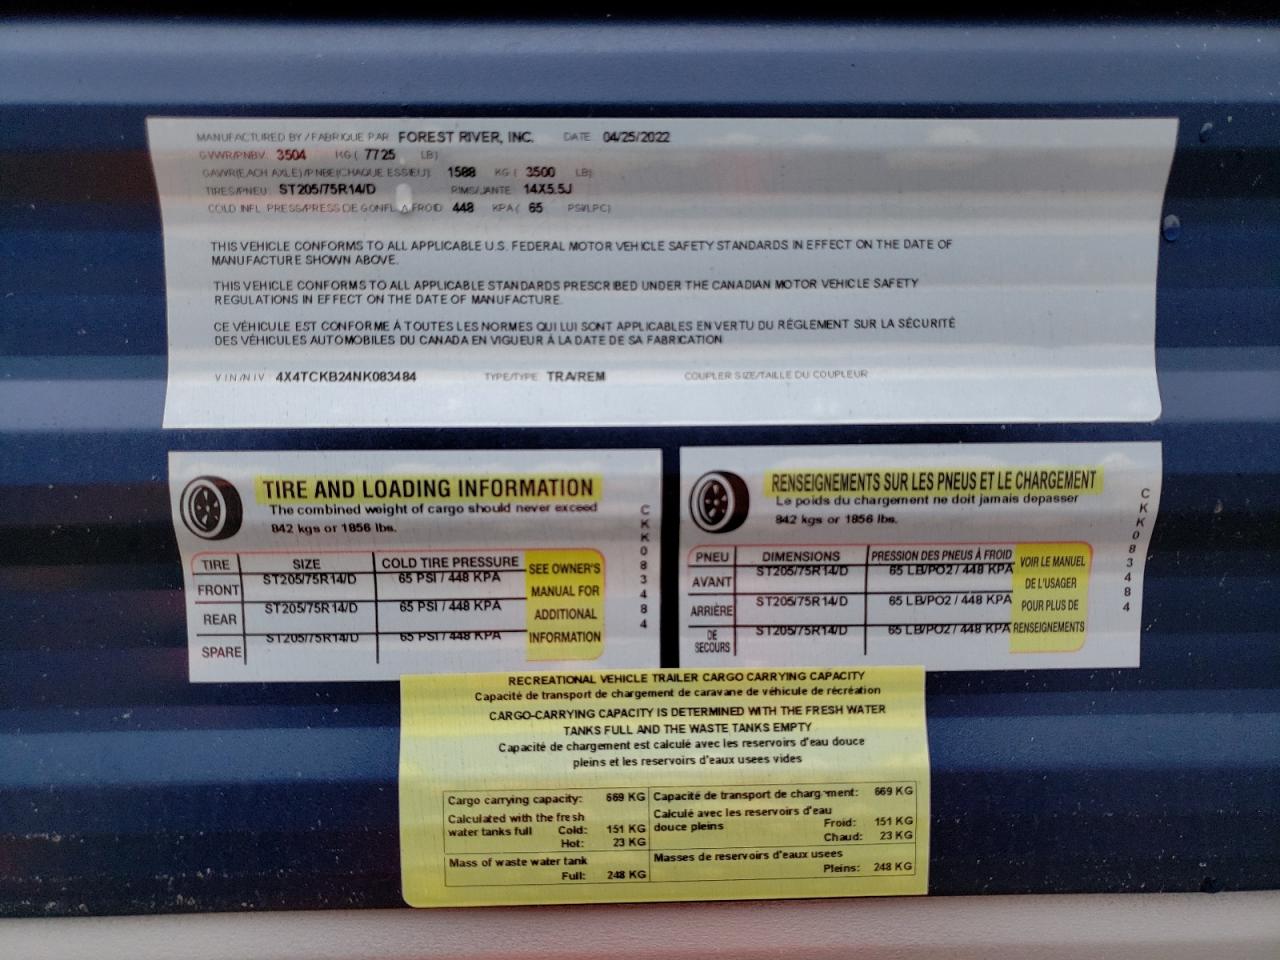 MANUFACTURED BY/FABRIQUE PAR FOREST RIVER, INC. DATE 04/25/2022
GVWR/PNBV 3504 KG( 7725 LB)
GAWR(EACH AXLE)/PNBE(CHAQUE ESSIEU) 1588 KG( 3500 LB)
TIRES/PNEU ST205/75R14/D RIMS/JANTE 14X5.5J
COLD INFL PRESS/PRESS DE GONFL A FROID 448 KPA( 65 PSI/LPC)
THIS VEHICLE CONFORMS TO ALL APPLICABLE U.S. FEDERAL MOTOR VEHICLE SAFETY STANDARDS IN EFFECT ON THE DATE OF
MANUFACTURE SHOWN ABOVE.
THIS VEHICLE CONFORMS TO ALL APPLICABLE STANDARDS PRESCRIBED UNDER THE CANADIAN MOTOR VEHICLE SAFETY
REGULATIONS IN EFFECT ON THE DATE OF MANUFACTURE.
CE VÉHICULE EST CONFORME À TOUTES LES NORMES QUI LUI SONT APPLICABLES EN VERTU DU RÈGLEMENT SUR LA SÉCURITÉ
DES VÉHICULES AUTOMOBILES DU CANADA EN VIGUEUR À LA DATE DE SA FABRICATION
VIN/NIV 4X4TCKB24NK083484 TYPE/TYPE TRA/REM COUPLER SIZE/TAILLE DU COUPLEUR
TIRE AND LOADING INFORMATION
The combined weight of cargo should never exceed
842 kgs or 1856 lbs.
TIRE SIZE COLD TIRE PRESSURE
FRONT ST205/75R14/D 65 PSI / 448 KPA
REAR ST205/75R14/D 65 PSI / 448 KPA
SPARE ST205/75R14/D 65 PSI / 448 KPA
SEE OWNER'S
MANUAL FOR
ADDITIONAL
INFORMATION
CKK083484
RENSEIGNEMENTS SUR LES PNEUS ET LE CHARGEMENT
Le poids du chargement ne doit jamais depasser
842 kgs or 1856 lbs.
PNEU DIMENSIONS PRESSION DES PNEUS À FROID
AVANT ST205/75R14/D 65 LB/PO2 / 448 KPA
ARRIÈRE ST205/75R14/D 65 LB/PO2 / 448 KPA
DE SECOURS ST205/75R14/D 65 LB/PO2 / 448 KPA
VOIR LE MANUEL
DE L'USAGER
POUR PLUS DE
RENSEIGNEMENTS
CKK083484
RECREATIONAL VEHICLE TRAILER CARGO CARRYING CAPACITY
Capacité de transport de chargement de caravane de véhicule de récréation
CARGO-CARRYING CAPACITY IS DETERMINED WITH THE FRESH WATER
TANKS FULL AND THE WASTE TANKS EMPTY
Capacité de chargement est calculé avec les reservoirs d'eau douce
pleins et les reservoirs d'eaux usees vides
Cargo carrying capacity: 669 KG
Calculated with the fresh
water tanks full Cold: 151 KG
Hot: 23 KG
Mass of waste water tank
Full: 248 KG
Capacité de transport de chargement: 669 KG
Calculé avec les reservoirs d'eau
douce pleins Froid: 151 KG
Chaud: 23 KG
Masses de reservoirs d'eaux usees
Pleins: 248 KG